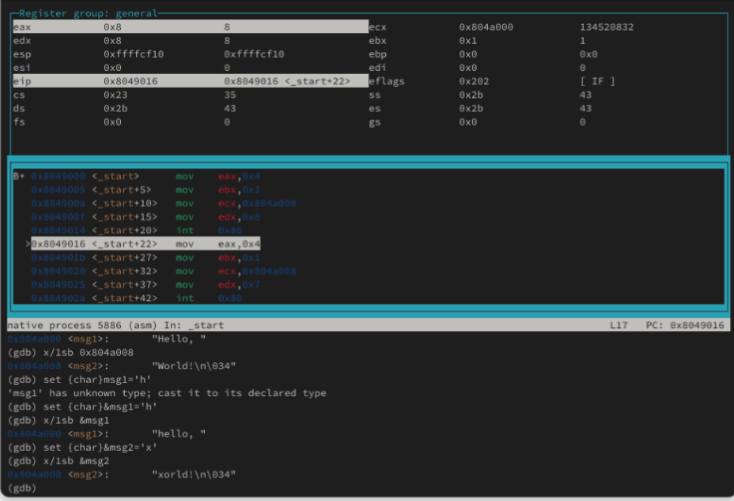 Register group: general
eax 0x8 8 ecx 0x804a000 134520832
edx 0x8 8 ebx 0x1 1
esp 0xffffcf10 0xffffcf10 ebp 0x0 0x0
esi 0x0 0 edi 0x0 0
eip 0x8049016 0x8049016 <_start+22> eflags 0x202 [ IF ]
cs 0x23 35 ss 0x2b 43
ds 0x2b 43 es 0x2b 43
fs 0x0 0 gs 0x0 0
B+ 0x8049000 <_start> mov eax,0x4
0x8049005 <_start+5> mov ebx,0x1
0x804900a <_start+10> mov ecx,0x804a000
0x804900f <_start+15> mov edx,0x8
0x8049014 <_start+20> int 0x80
>0x8049016 <_start+22> mov eax,0x4
0x804901b <_start+27> mov ebx,0x1
0x8049020 <_start+32> mov ecx,0x804a008
0x8049025 <_start+37> mov edx,0x7
0x804902a <_start+42> int 0x80
native process 5886 (asm) In: _start L17 PC: 0x8049016
0x804a000 <msg1>: "Hello, "
(gdb) x/1sb 0x804a008
0x804a008 <msg2>: "World!\n\034"
(gdb) set {char}msg1='h'
'msg1' has unknown type; cast it to its declared type
(gdb) set {char}&msg1='h'
(gdb) x/1sb &msg1
0x804a000 <msg1>: "hello, "
(gdb) set {char}&msg2='x'
(gdb) x/1sb &msg2
0x804a008 <msg2>: "xorld!\n\034"
(gdb)